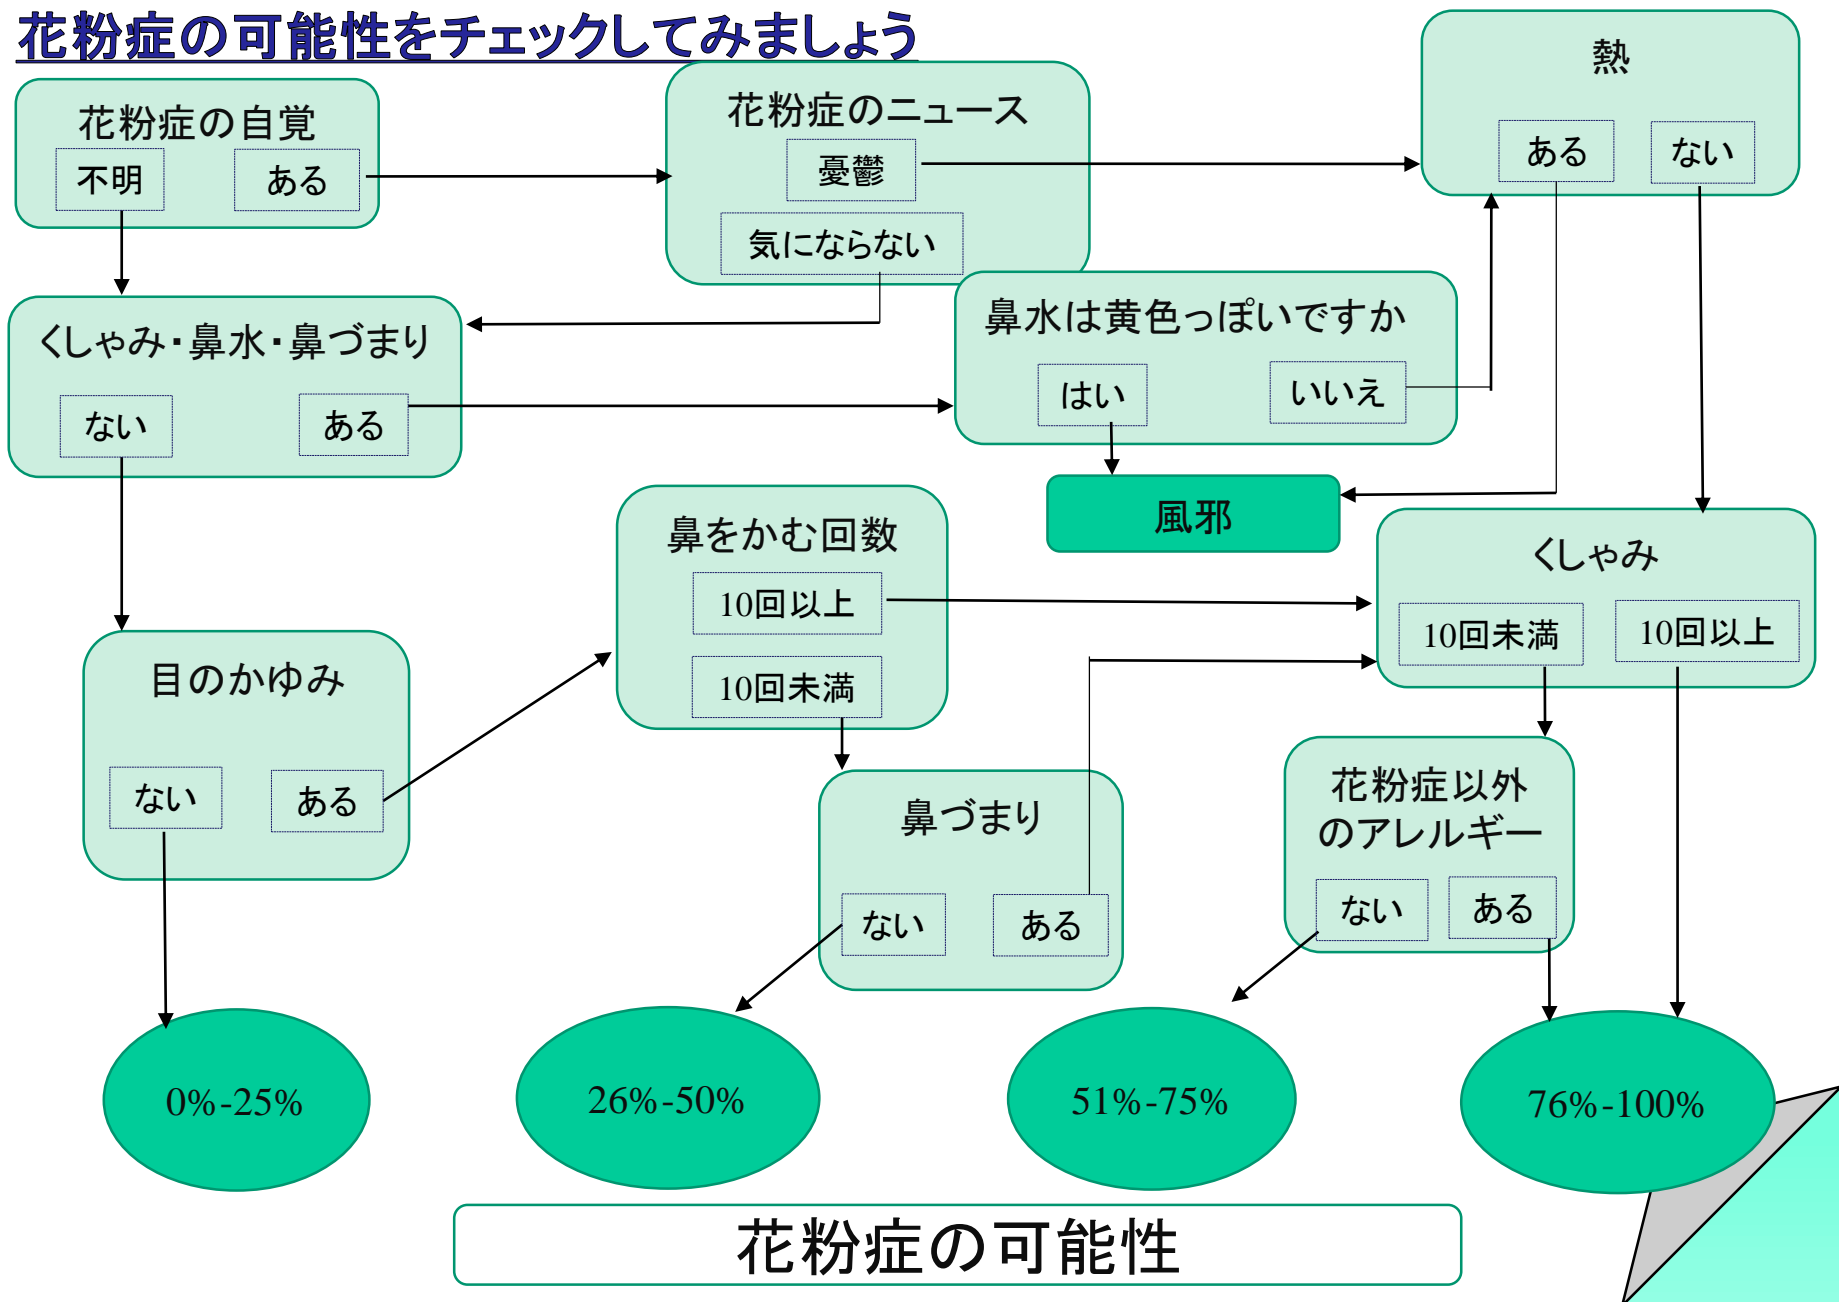 花粉症の可能性をチェックしてみましょう
花粉症の自覚
不明
ある
花粉症のニュース
憂鬱
気にならない
熱
ある
ない
くしゃみ・鼻水・鼻づまり
ない
ある
鼻水は黄色っぽいですか
はい
いいえ
風邪
鼻をかむ回数
10回以上
10回未満
くしゃみ
10回未満
10回以上
目のかゆみ
ない
ある
鼻づまり
ない
ある
花粉症以外
のアレルギー
ない
ある
0%-25%
26%-50%
51%-75%
76%-100%
花粉症の可能性